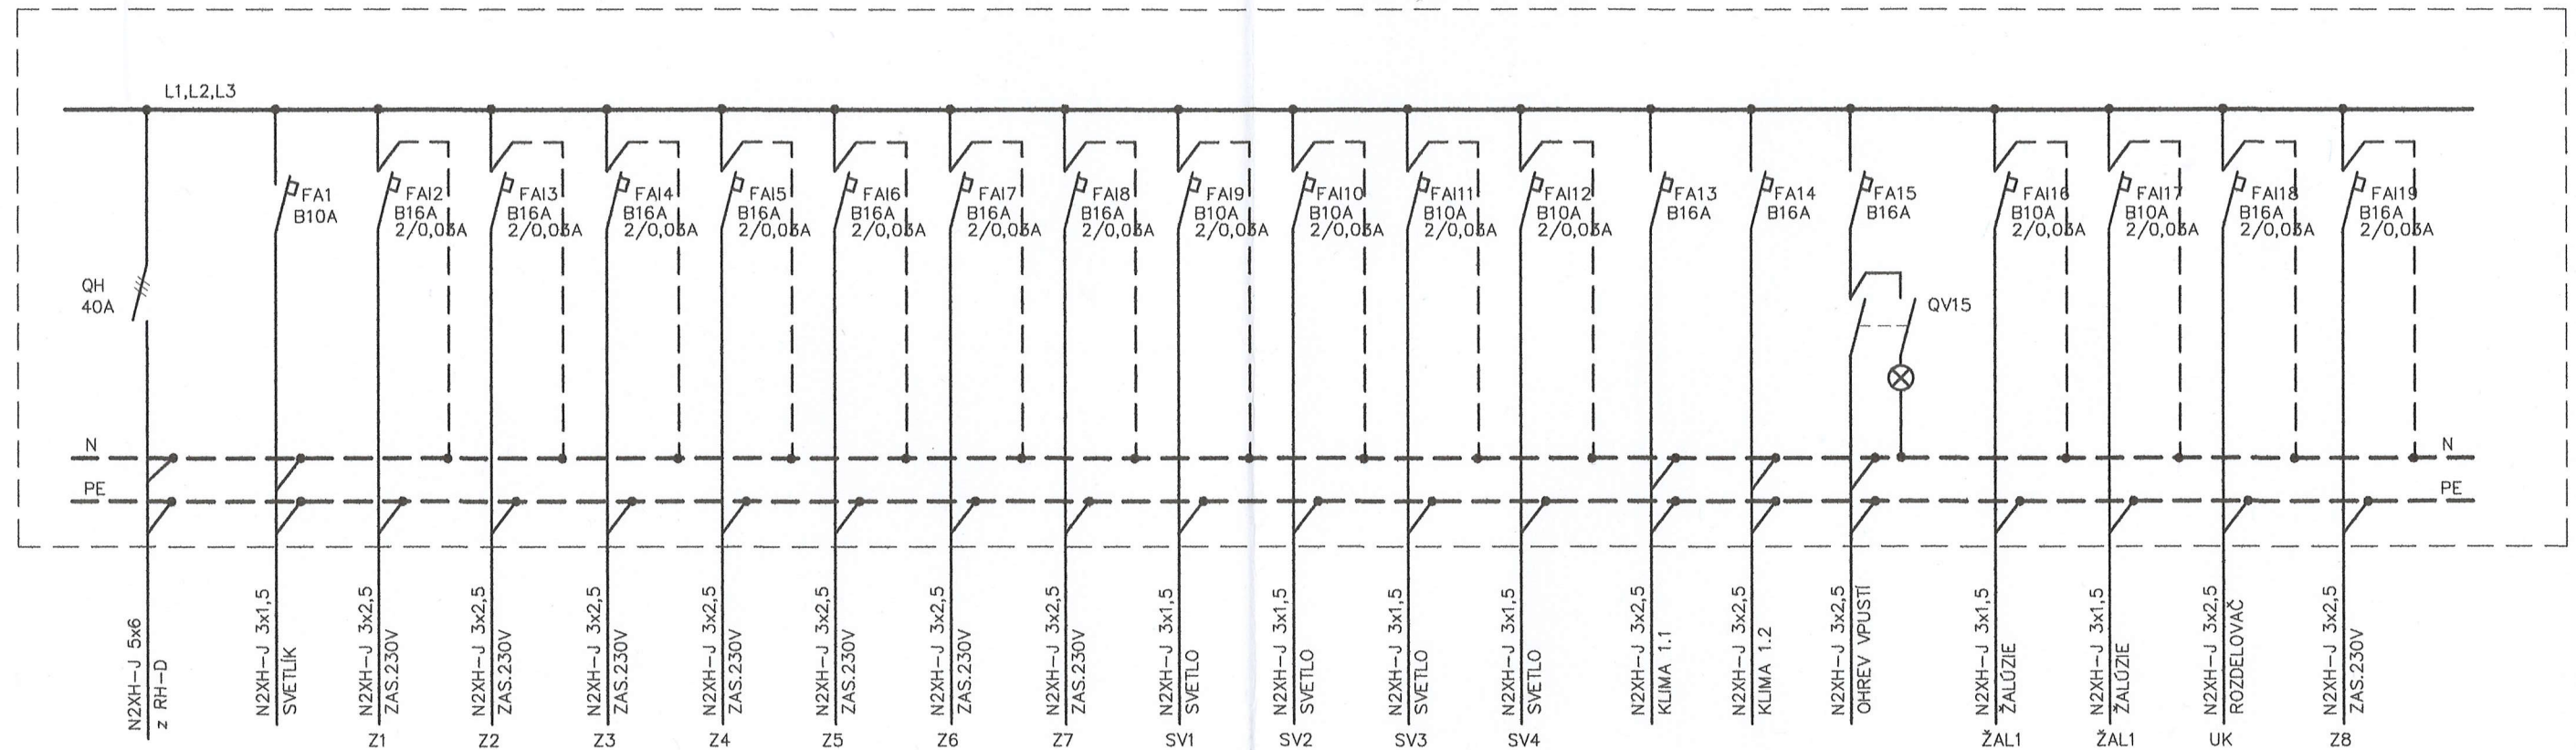 L1,L2,L3
QH
40A
FA1
B10A
FAI2
B16A
2/0,03A
FAI3
B16A
2/0,03A
FAI4
B16A
2/0,03A
FAI5
B16A
2/0,03A
FAI6
B16A
2/0,03A
FAI7
B16A
2/0,03A
FAI8
B16A
2/0,03A
FAI9
B10A
2/0,03A
FAI10
B10A
2/0,03A
FAI11
B10A
2/0,03A
FAI12
B10A
2/0,03A
FA13
B16A
FA14
B16A
FA15
B16A
QV15
FAI16
B10A
2/0,03A
FAI17
B10A
2/0,03A
FAI18
B16A
2/0,03A
FAI19
B16A
2/0,03A
N
N
PE
PE
N2XH-J 5x6
z RH-D
N2XH-J 3x1,5
SVETLÍK
N2XH-J 3x2,5
ZAS.230V
Z1
N2XH-J 3x2,5
ZAS.230V
Z2
N2XH-J 3x2,5
ZAS.230V
Z3
N2XH-J 3x2,5
ZAS.230V
Z4
N2XH-J 3x2,5
ZAS.230V
Z5
N2XH-J 3x2,5
ZAS.230V
Z6
N2XH-J 3x2,5
ZAS.230V
Z7
N2XH-J 3x1,5
SVETLO
SV1
N2XH-J 3x1,5
SVETLO
SV2
N2XH-J 3x1,5
SVETLO
SV3
N2XH-J 3x1,5
SVETLO
SV4
N2XH-J 3x2,5
KLIMA 1.1
N2XH-J 3x2,5
KLIMA 1.2
N2XH-J 3x2,5
OHREV VPUSTÍ
N2XH-J 3x1,5
ŽALÚZIE
ŽAL1
N2XH-J 3x1,5
ŽALÚZIE
ŽAL1
N2XH-J 3x2,5
ROZDELOVAČ
UK
N2XH-J 3x2,5
ZAS.230V
Z8